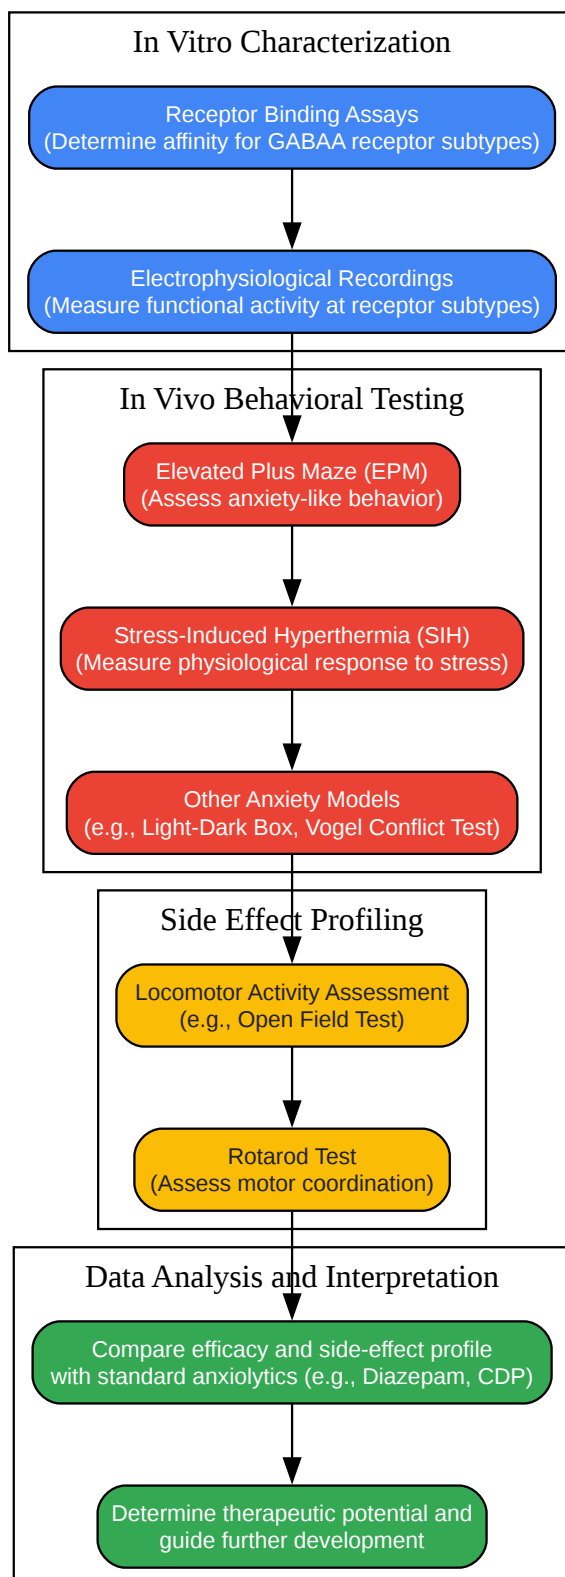 In Vitro Characterization
Receptor Binding Assays
(Determine affinity for GABAA receptor subtypes)
Electrophysiological Recordings
(Measure functional activity at receptor subtypes)
In Vivo Behavioral Testing
Elevated Plus Maze (EPM)
(Assess anxiety-like behavior)
Stress-Induced Hyperthermia (SIH)
(Measure physiological response to stress)
Other Anxiety Models
(e.g., Light-Dark Box, Vogel Conflict Test)
Side Effect Profiling
Locomotor Activity Assessment
(e.g., Open Field Test)
Rotarod Test
(Assess motor coordination)
Data Analysis and Interpretation
Compare efficacy and side-effect profile
with standard anxiolytics (e.g., Diazepam, CDP)
Determine therapeutic potential and
guide further development